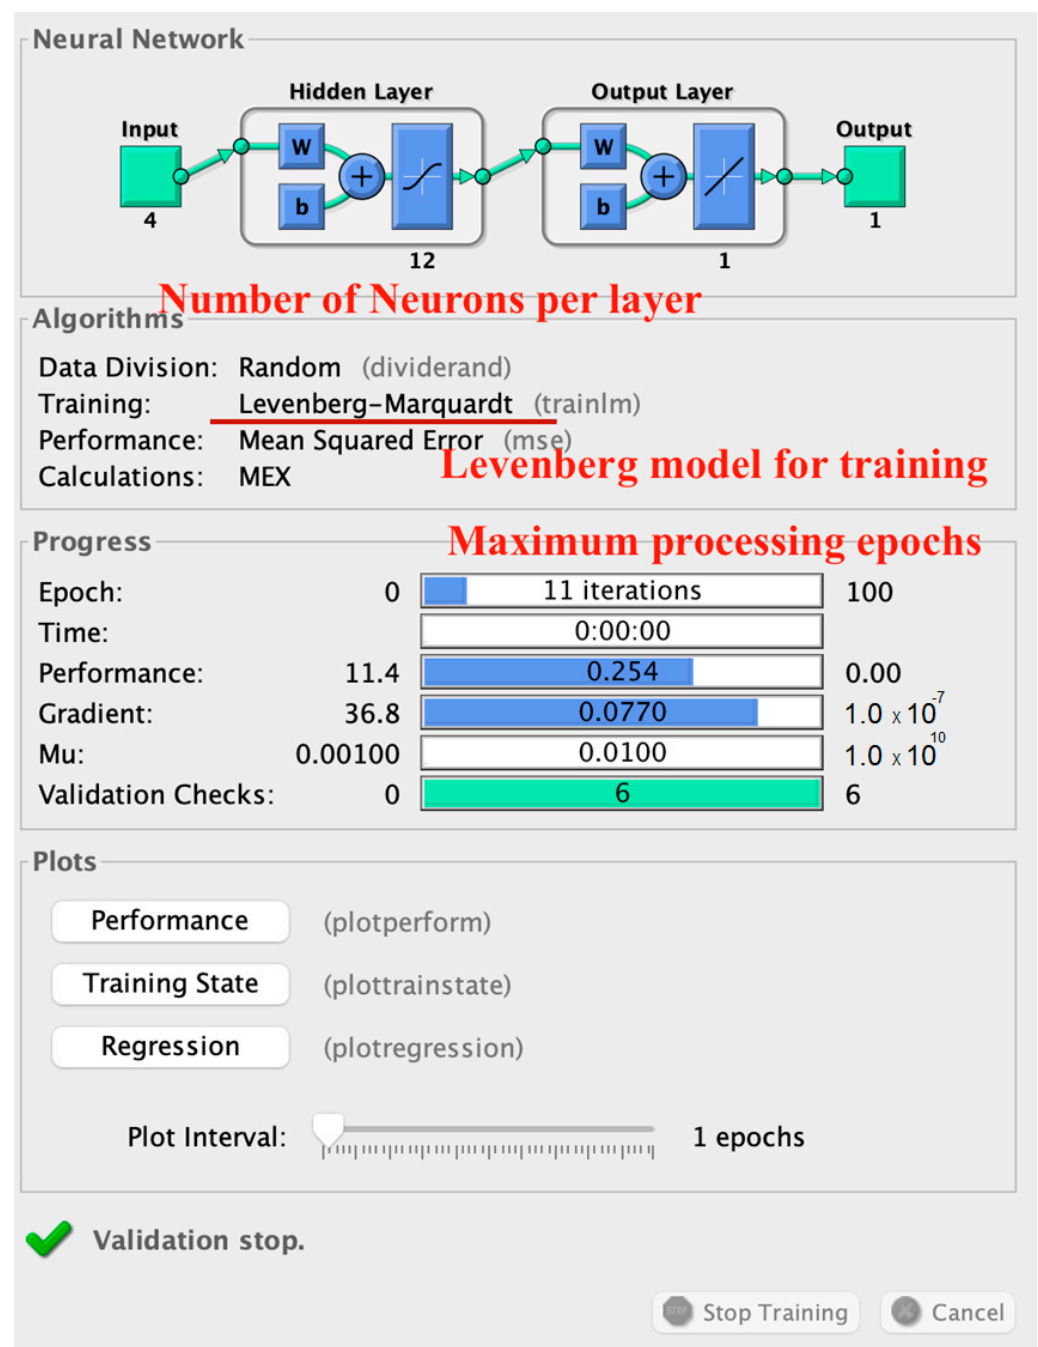 Neural Network
Hidden Layer Output Layer
Input Output
W W
+ +
b b
4 1
12 1
Number of Neurons per layer
Algorithms
Data Division: Random (dividerand)
Training: Levenberg-Marquardt (trainlm)
Performance: Mean Squared Error (mse)
Levenberg model for training
Calculations: MEX
Maximum processing epochs
Progress
Epoch: 0 11 iterations 100
Time: 0:00:00
Performance: 11.4 0.254 0.00
Gradient: 36.8 0.0770 1.0 x 10^-7
Mu: 0.00100 0.0100 1.0 x 10^10
Validation Checks: 0 6 6
Plots
Performance (plotperform)
Training State (plottrainstate)
Regression (plotregression)
Plot Interval: 1 epochs
Validation stop.
STOP Stop Training Cancel